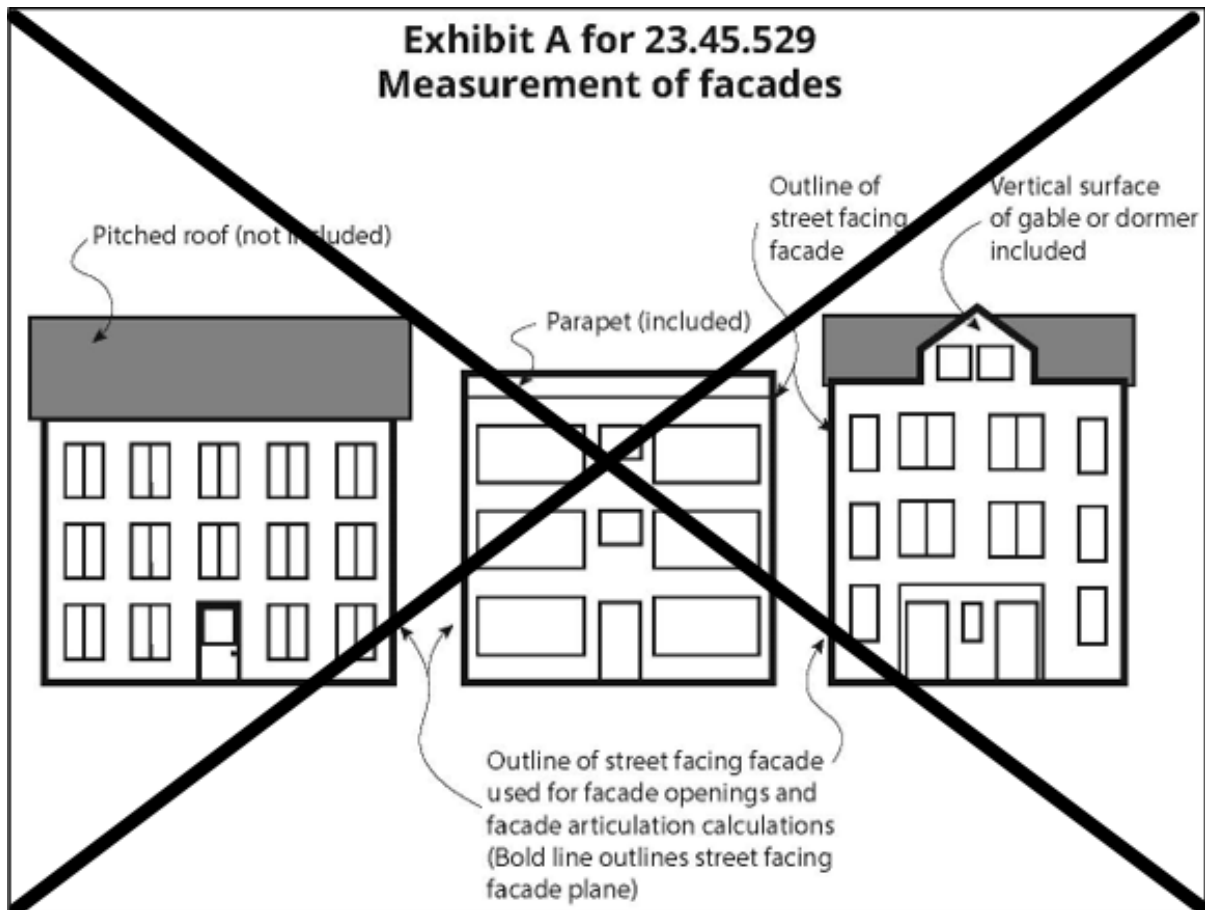 Exhibit A for 23.45.529
Measurement of facades
Pitched roof (not included)
Parapet (included)
Outline of
street facing
facade
Vertical surface
of gable or dormer
included
Outline of street facing facade
used for facade openings and
facade articulation calculations
(Bold line outlines street facing
facade plane)